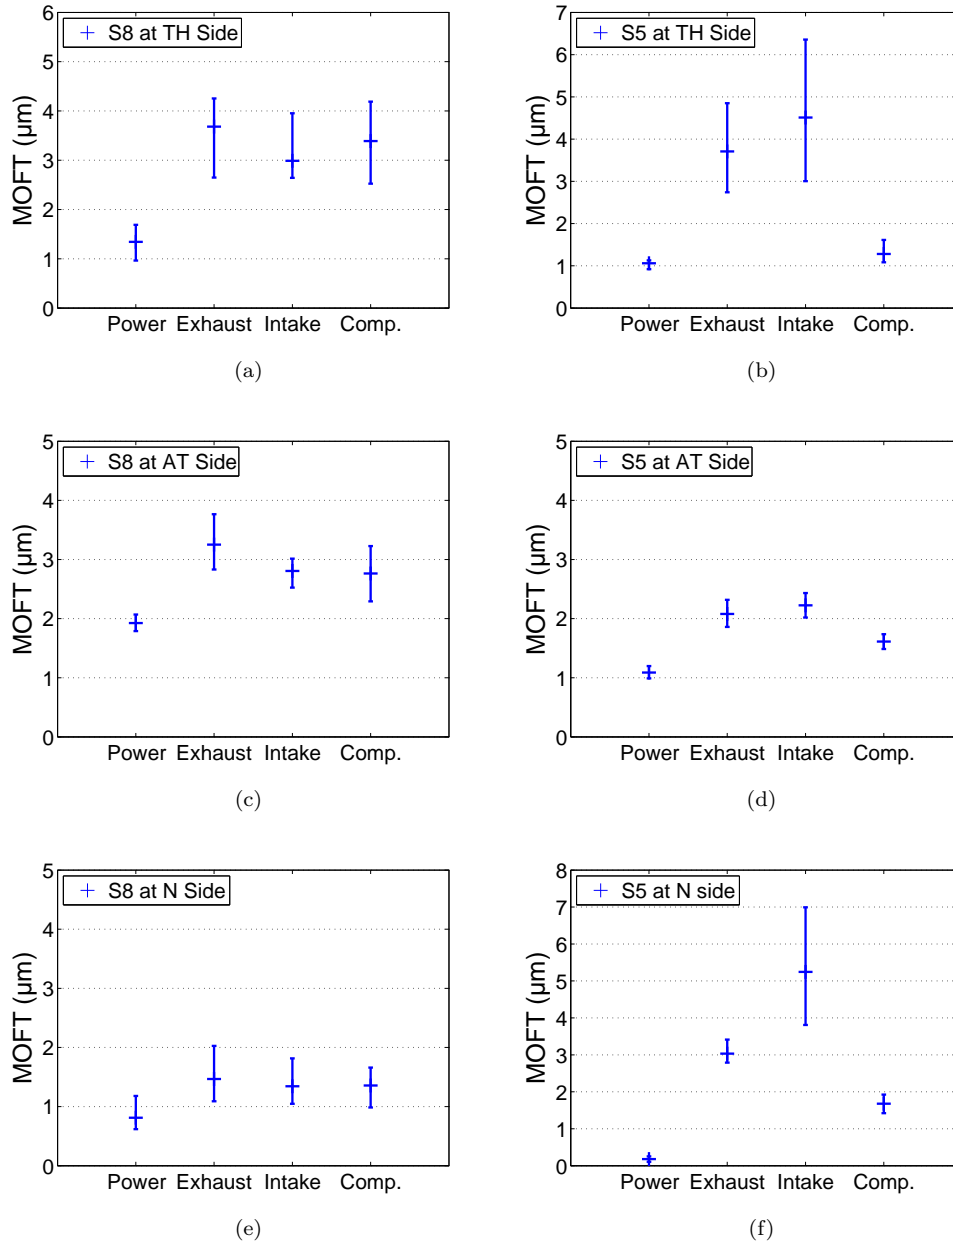 S8 at TH Side
MOFT (µm)
6
5
4
3
2
1
0
Power Exhaust Intake Comp.
(a)
S5 at TH Side
MOFT (µm)
7
6
5
4
3
2
1
0
Power Exhaust Intake Comp.
(b)
S8 at AT Side
MOFT (µm)
5
4
3
2
1
0
Power Exhaust Intake Comp.
(c)
S5 at AT Side
MOFT (µm)
5
4
3
2
1
0
Power Exhaust Intake Comp.
(d)
S8 at N Side
MOFT (µm)
5
4
3
2
1
0
Power Exhaust Intake Comp.
(e)
S5 at N side
MOFT (µm)
8
7
6
5
4
3
2
1
0
Power Exhaust Intake Comp.
(f)